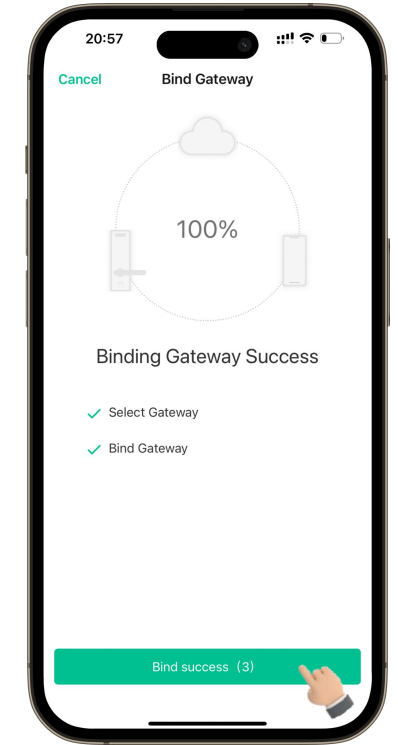 20:57
Cancel Bind Gateway
100%
Binding Gateway Success
Select Gateway
Bind Gateway
Bind success（3）